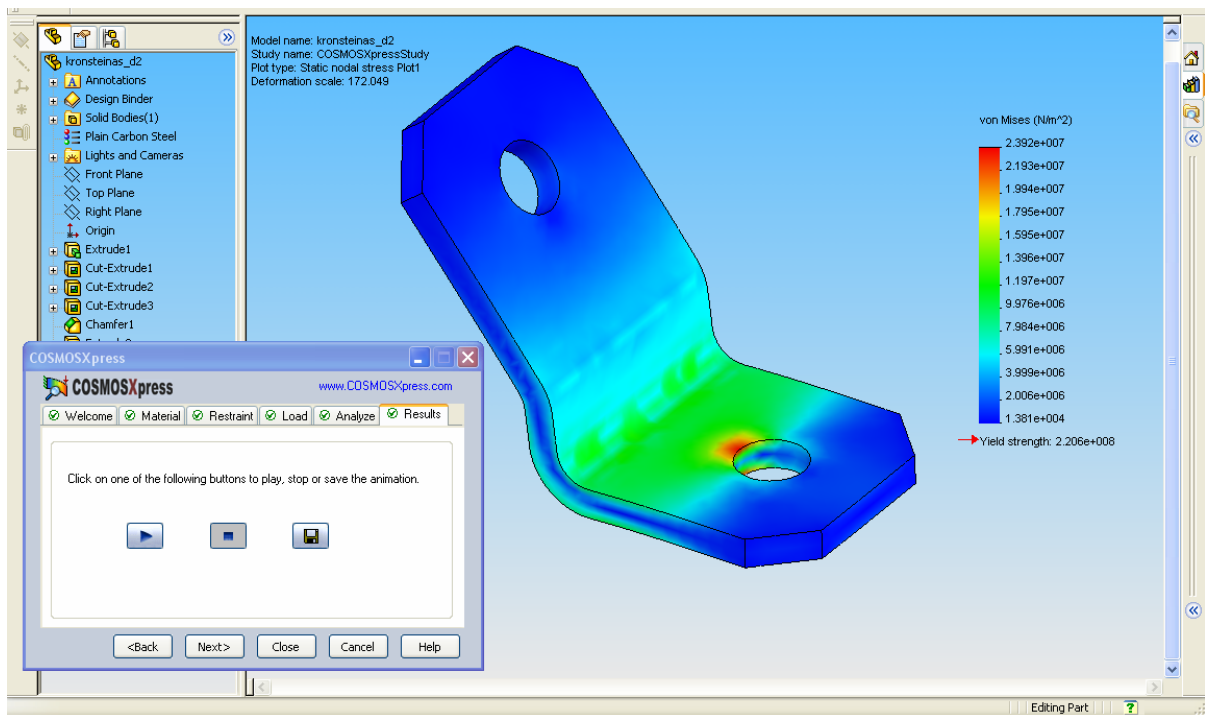 kronsteinas_d2
Annotations
Design Binder
Solid Bodies(1)
Plain Carbon Steel
Lights and Cameras
Front Plane
Top Plane
Right Plane
Origin
Extrude1
Cut-Extrude1
Cut-Extrude2
Cut-Extrude3
Chamfer1
Model name: kronsteinas_d2
Study name: COSMOSXpressStudy
Plot type: Static nodal stress Plot1
Deformation scale: 172.049
von Mises (N/m^2)
2.392e+007
2.193e+007
1.994e+007
1.795e+007
1.595e+007
1.396e+007
1.197e+007
9.976e+006
7.984e+006
5.991e+006
3.999e+006
2.006e+006
1.381e+004
Yield strength: 2.206e+008
COSMOSXpress
COSMOSXpress www.COSMOSXpress.com
Welcome Material Restraint Load Analyze Results
Click on one of the following buttons to play, stop or save the animation.
<Back Next> Close Cancel Help
Editing Part